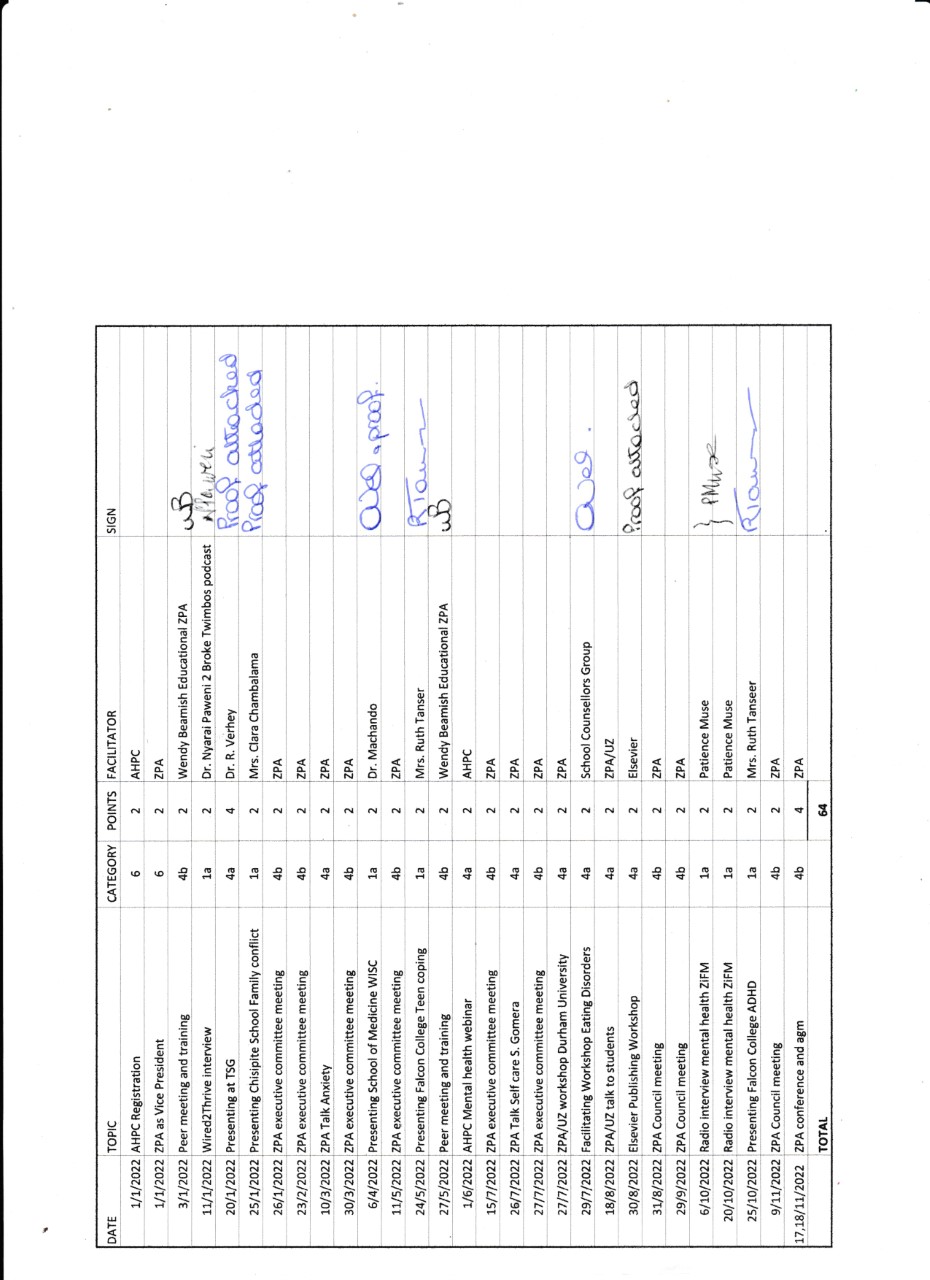 DATE TOPIC CATEGORY POINTS FACILITATOR SIGN
1/1/2022 AHPC Registration 6 2 AHPC
1/1/2022 ZPA as Vice President 6 2 ZPA
3/1/2022 Peer meeting and training 4b 2 Wendy Beamish Educational ZPA WB
11/1/2022 Wired2Thrive interview 1a 2 Dr. Nyarai Paweni 2 Broke Twimbos podcast
20/1/2022 Presenting at TSG 4a 4 Dr. R. Verhey Proof attached
25/1/2022 Presenting Chisipite School Family conflict 1a 2 Mrs. Clara Chambalama Proof attached
26/1/2022 ZPA executive committee meeting 4b 2 ZPA
23/2/2022 ZPA executive committee meeting 4b 2 ZPA
10/3/2022 ZPA Talk Anxiety 4a 2 ZPA
30/3/2022 ZPA executive committee meeting 4b 2 ZPA
6/4/2022 Presenting School of Medicine WISC 1a 2 Dr. Machando proof.
11/5/2022 ZPA executive committee meeting 4b 2 ZPA
24/5/2022 Presenting Falcon College Teen coping 1a 2 Mrs. Ruth Tanser
27/5/2022 Peer meeting and training 4b 2 Wendy Beamish Educational ZPA WB
1/6/2022 AHPC Mental health webinar 4a 2 AHPC
15/7/2022 ZPA executive committee meeting 4b 2 ZPA
26/7/2022 ZPA Talk Self care S. Gomera 4a 2 ZPA
27/7/2022 ZPA executive committee meeting 4b 2 ZPA
27/7/2022 ZPA/UZ workshop Durham University 4a 2 ZPA
29/7/2022 Facilitating Workshop Eating Disorders 4a 2 School Counsellors Group
18/8/2022 ZPA/UZ talk to students 4a 2 ZPA/UZ
30/8/2022 Elsevier Publishing Workshop 4a 2 Elsevier Proof attached
31/8/2022 ZPA Council meeting 4b 2 ZPA
29/9/2022 ZPA Council meeting 4b 2 ZPA
6/10/2022 Radio interview mental health ZiFM 1a 2 Patience Muse
20/10/2022 Radio interview mental health ZiFM 1a 2 Patience Muse
25/10/2022 Presenting Falcon College ADHD 1a 2 Mrs. Ruth Tanseer
9/11/2022 ZPA Council meeting 4b 2 ZPA
17,18/11/2022 ZPA conference and agm 4b 4 ZPA
TOTAL 64